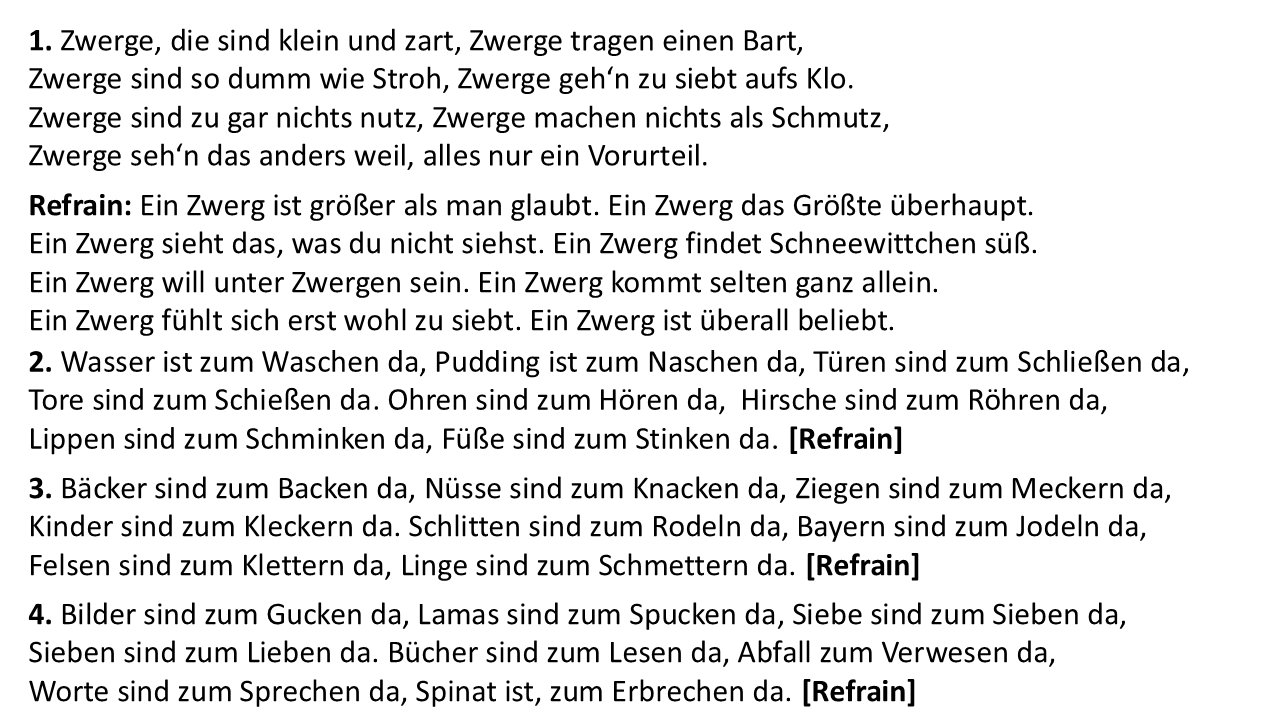 1. Zwerge, die sind klein und zart, Zwerge tragen einen Bart,
Zwerge sind so dumm wie Stroh, Zwerge geh‘n zu siebt aufs Klo.
Zwerge sind zu gar nichts nutz, Zwerge machen nichts als Schmutz,
Zwerge seh‘n das anders weil, alles nur ein Vorurteil.
Refrain: Ein Zwerg ist größer als man glaubt. Ein Zwerg das Größte überhaupt.
Ein Zwerg sieht das, was du nicht siehst. Ein Zwerg findet Schneewittchen süß.
Ein Zwerg will unter Zwergen sein. Ein Zwerg kommt selten ganz allein.
Ein Zwerg fühlt sich erst wohl zu siebt. Ein Zwerg ist überall beliebt.
2. Wasser ist zum Waschen da, Pudding ist zum Naschen da, Türen sind zum Schließen da,
Tore sind zum Schießen da. Ohren sind zum Hören da,  Hirsche sind zum Röhren da,
Lippen sind zum Schminken da, Füße sind zum Stinken da. [Refrain]
3. Bäcker sind zum Backen da, Nüsse sind zum Knacken da, Ziegen sind zum Meckern da,
Kinder sind zum Kleckern da. Schlitten sind zum Rodeln da, Bayern sind zum Jodeln da,
Felsen sind zum Klettern da, Linge sind zum Schmettern da. [Refrain]
4. Bilder sind zum Gucken da, Lamas sind zum Spucken da, Siebe sind zum Sieben da,
Sieben sind zum Lieben da. Bücher sind zum Lesen da, Abfall zum Verwesen da,
Worte sind zum Sprechen da, Spinat ist, zum Erbrechen da. [Refrain]